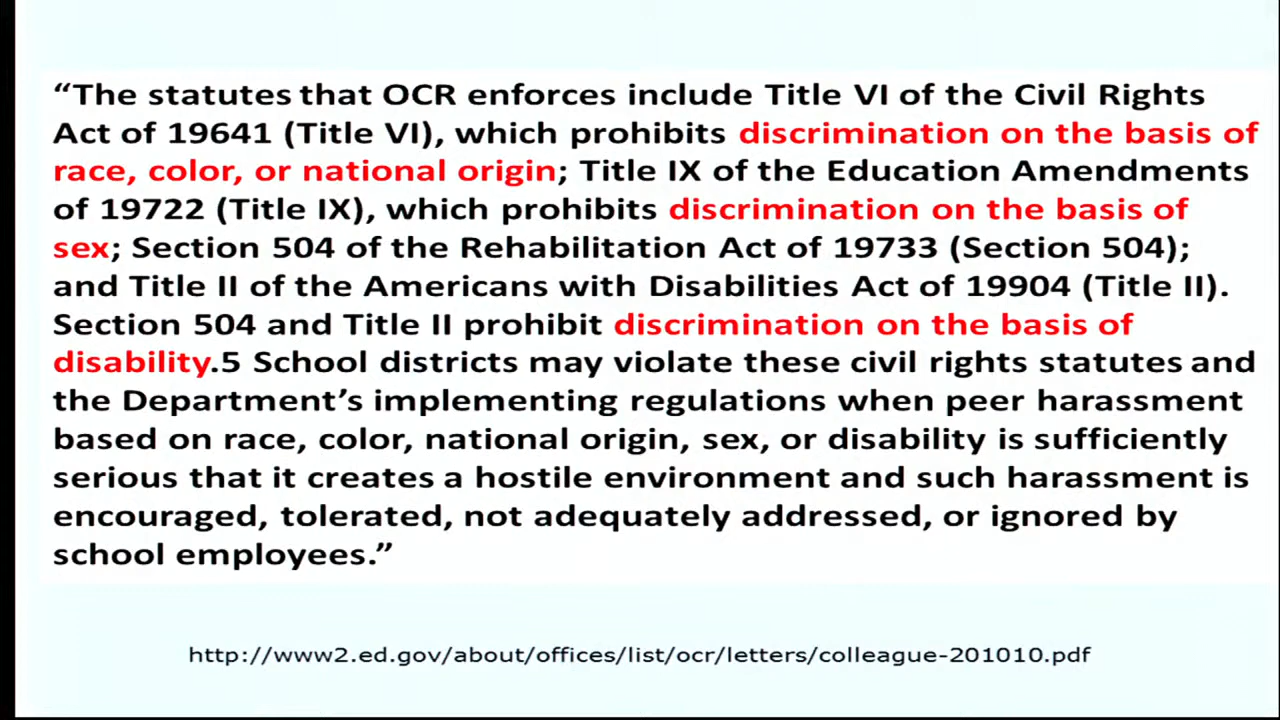 “The statutes that OCR enforces include Title VI of the Civil Rights
Act of 19641 (Title VI), which prohibits discrimination on the basis of
race, color, or national origin; Title IX of the Education Amendments
of 19722 (Title IX), which prohibits discrimination on the basis of
sex; Section 504 of the Rehabilitation Act of 19733 (Section 504);
and Title II of the Americans with Disabilities Act of 19904 (Title II).
Section 504 and Title II prohibit discrimination on the basis of
disability.5 School districts may violate these civil rights statutes and
the Department’s implementing regulations when peer harassment
based on race, color, national origin, sex, or disability is sufficiently
serious that it creates a hostile environment and such harassment is
encouraged, tolerated, not adequately addressed, or ignored by
school employees.”
http://www2.ed.gov/about/offices/list/ocr/letters/colleague-201010.pdf